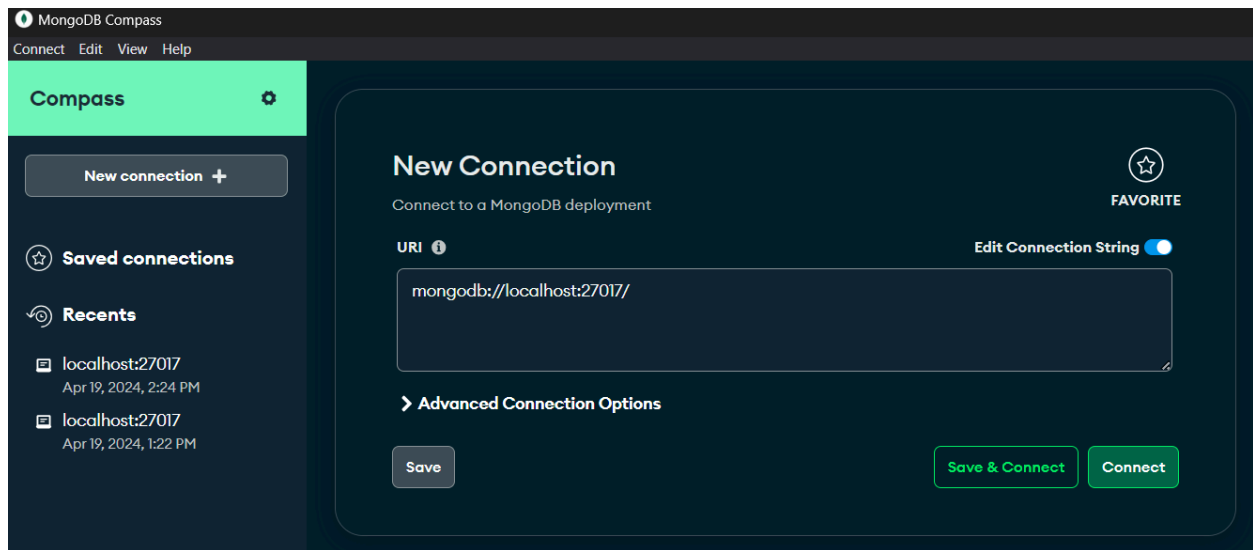 MongoDB Compass
Connect Edit View Help
Compass
New connection
Saved connections
Recents
localhost:27017
Apr 19, 2024, 2:24 PM
localhost:27017
Apr 19, 2024, 1:22 PM
New Connection
Connect to a MongoDB deployment
FAVORITE
URI
Edit Connection String
mongodb://localhost:27017/
Advanced Connection Options
Save
Save & Connect
Connect